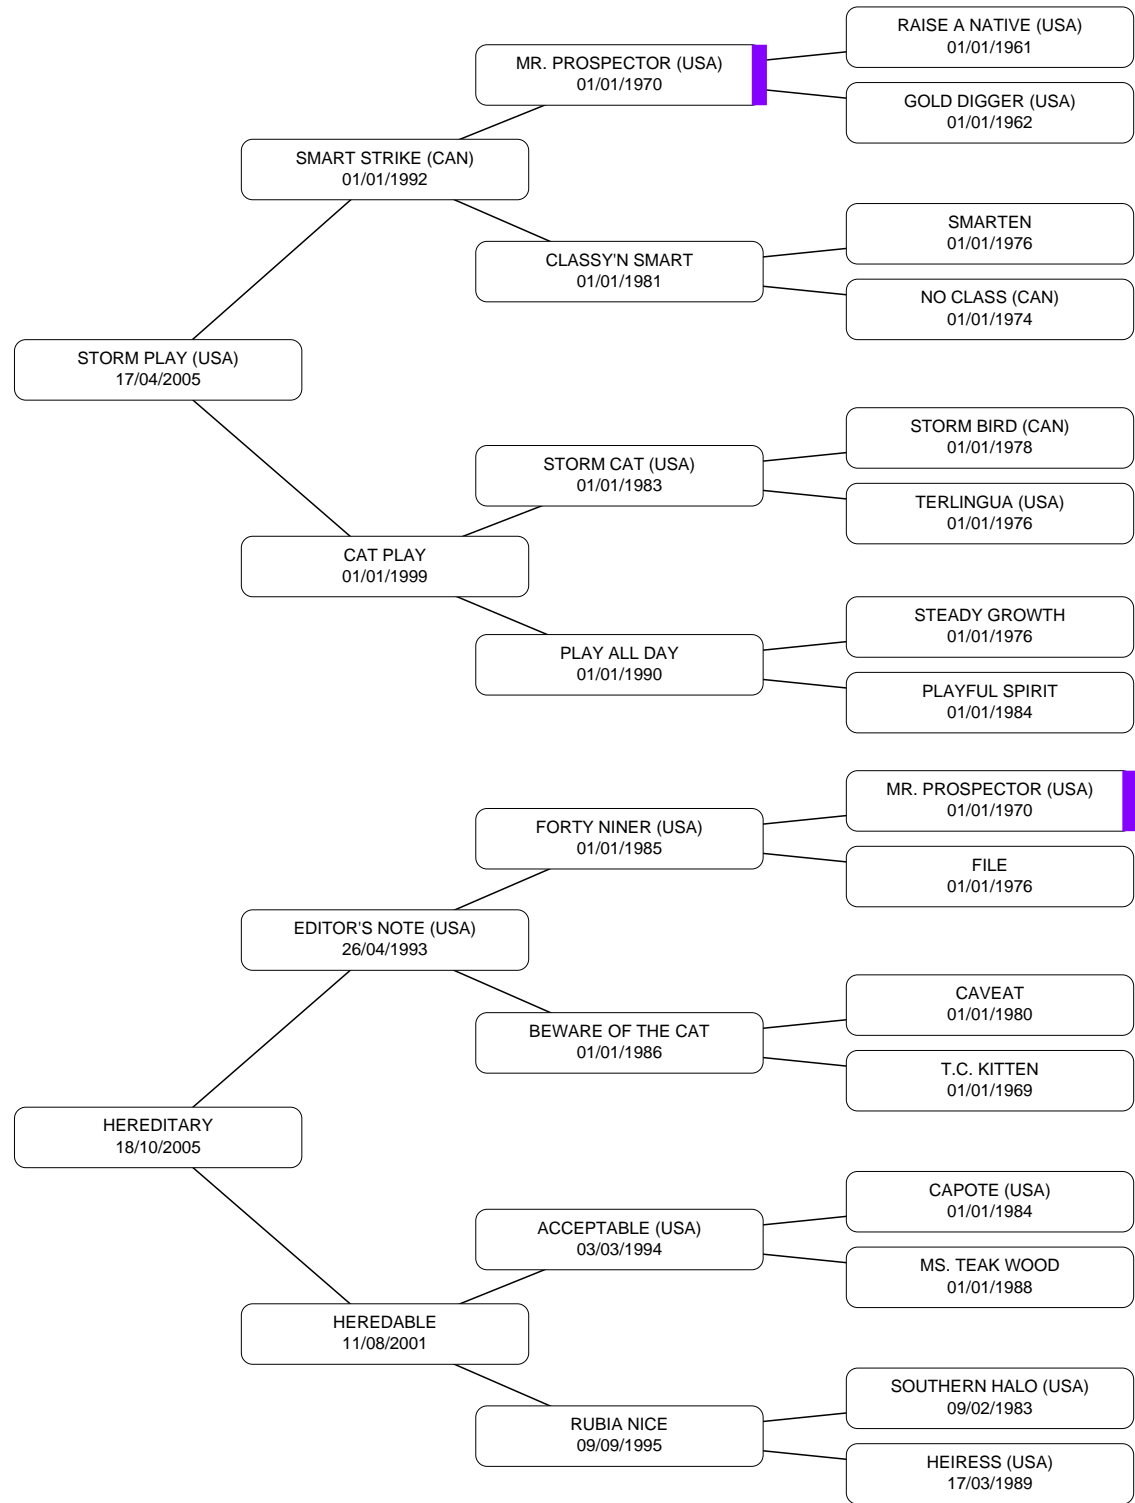 RAISE A NATIVE (USA)
01/01/1961
MR. PROSPECTOR (USA)
01/01/1970
GOLD DIGGER (USA)
01/01/1962
SMART STRIKE (CAN)
01/01/1992
SMARTEN
01/01/1976
CLASSY'N SMART
01/01/1981
NO CLASS (CAN)
01/01/1974
STORM PLAY (USA)
17/04/2005
STORM BIRD (CAN)
01/01/1978
STORM CAT (USA)
01/01/1983
TERLINGUA (USA)
01/01/1976
CAT PLAY
01/01/1999
STEADY GROWTH
01/01/1976
PLAY ALL DAY
01/01/1990
PLAYFUL SPIRIT
01/01/1984
MR. PROSPECTOR (USA)
01/01/1970
FORTY NINER (USA)
01/01/1985
FILE
01/01/1976
EDITOR'S NOTE (USA)
26/04/1993
CAVEAT
01/01/1980
BEWARE OF THE CAT
01/01/1986
T.C. KITTEN
01/01/1969
HEREDITARY
18/10/2005
CAPOTE (USA)
01/01/1984
ACCEPTABLE (USA)
03/03/1994
MS. TEAK WOOD
01/01/1988
HEREDABLE
11/08/2001
SOUTHERN HALO (USA)
09/02/1983
RUBIA NICE
09/09/1995
HEIRESS (USA)
17/03/1989